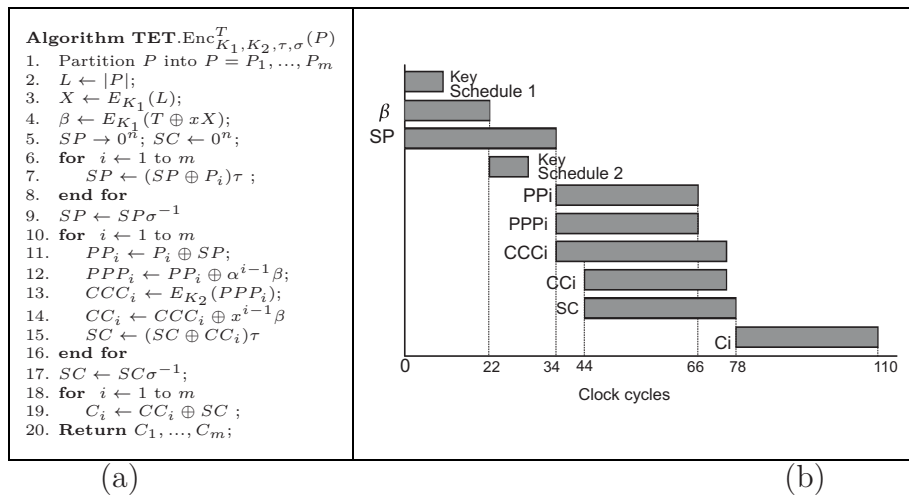 Algorithm TET.Enc^T_{K_1,K_2,τ,σ}(P)
1. Partition P into P = P_1, ..., P_m
2. L ← |P|;
3. X ← E_{K_1}(L);
4. β ← E_{K_1}(T ⊕ xX);
5. SP → 0^n; SC ← 0^n;
6. for i ← 1 to m
7. SP ← (SP ⊕ P_i)τ ;
8. end for
9. SP ← SPσ^{-1}
10. for i ← 1 to m
11. PP_i ← P_i ⊕ SP;
12. PPP_i ← PP_i ⊕ α^{i-1}β;
13. CCC_i ← E_{K_2}(PPP_i);
14. CC_i ← CCC_i ⊕ x^{i-1}β
15. SC ← (SC ⊕ CC_i)τ
16. end for
17. SC ← SCσ^{-1};
18. for i ← 1 to m
19. C_i ← CC_i ⊕ SC ;
20. Return C_1, ..., C_m;
(a)
Key
Schedule 1
β
SP
Key
Schedule 2
PPi
PPPi
CCCi
CCi
SC
Ci
0 22 34 44 66 78 110
Clock cycles
(b)